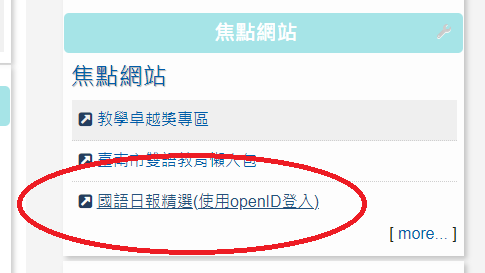 焦點網站
焦點網站
教學卓越獎專區
臺南市雙語教育懶人包
國語日報精選(使用openID登入)
[ more... ]